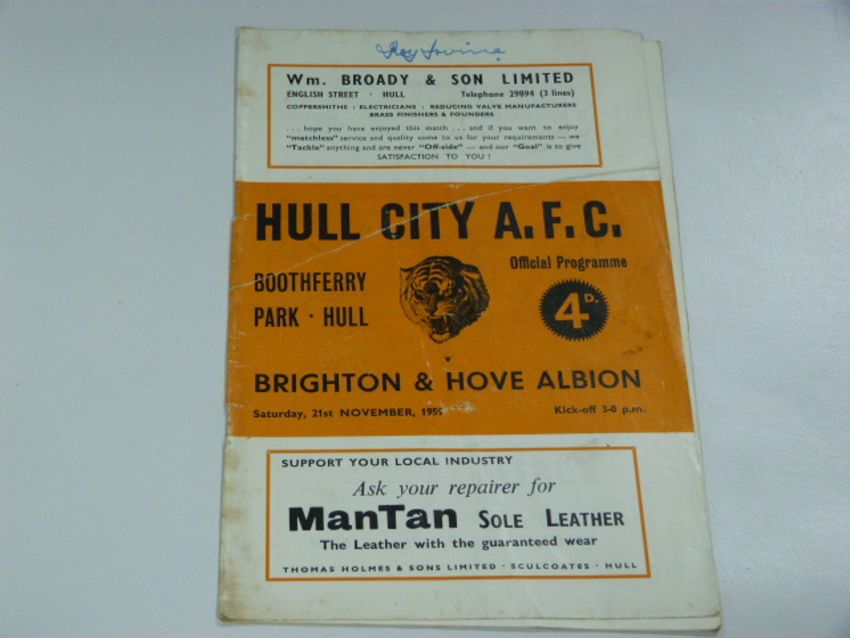 Roy Irvine
Wm. BROADY & SON LIMITED
ENGLISH STREET · HULL Telephone 29894 (3 lines)
COPPERSMITHS : ELECTRICIANS : REDUCING VALVE MANUFACTURERS
BRASS FINISHERS & FOUNDERS
. . . hope you have enjoyed this match . . . and if you want to enjoy
"matchless" service and quality come to us for your requirements — we
"Tackle" anything and are never "Off-side" — and our "Goal" is to give
SATISFACTION TO YOU !
HULL CITY A.F.C.
Official Programme
BOOTHFERRY
PARK · HULL
4D.
v
BRIGHTON & HOVE ALBION
Saturday, 21st NOVEMBER, 1959 Kick-off 3-0 p.m.
SUPPORT YOUR LOCAL INDUSTRY
Ask your repairer for
ManTan SOLE LEATHER
The Leather with the guaranteed wear
THOMAS HOLMES & SONS LIMITED · SCULCOATES · HULL